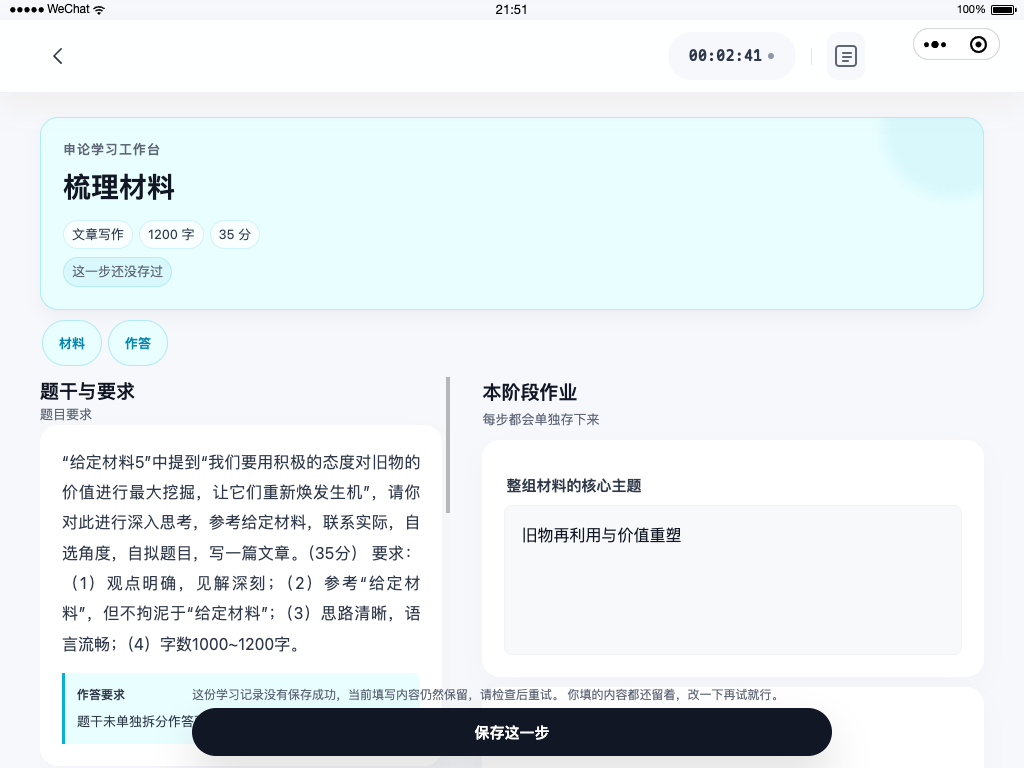 WeChat
21:51
100%
00:02:41
申论学习工作台
梳理材料
文章写作
1200 字
35 分
这一步还没存过
材料
作答
题干与要求
题目要求
“给定材料5”中提到“我们要用积极的态度对旧物的
价值进行最大挖掘，让它们重新焕发生机”，请你
对此进行深入思考，参考给定材料，联系实际，自
选角度，自拟题目，写一篇文章。（35分） 要求：
（1）观点明确，见解深刻；（2）参考“给定材
料”，但不拘泥于“给定材料”；（3）思路清晰，语
言流畅；（4）字数1000~1200字。
作答要求
题干未单独拆分作答
本阶段作业
每步都会单独存下来
整组材料的核心主题
旧物再利用与价值重塑
这份学习记录没有保存成功，当前填写内容仍然保留，请检查后重试。 你填的内容都还留着，改一下再试就行。
保存这一步